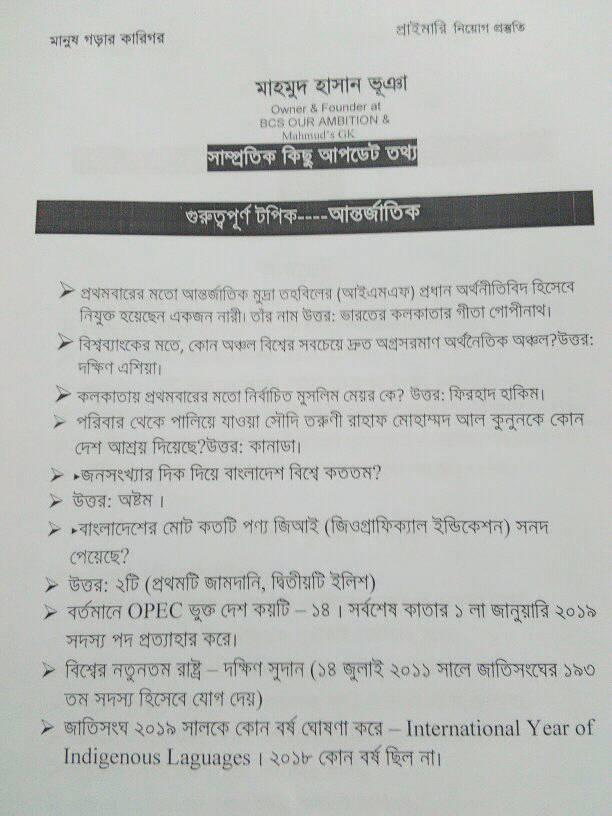 মানুষ গড়ার কারিগর
প্রাইমারি নিয়োগ প্রস্তুতি
মাহমুদ হাসান ভূঞা
Owner & Founder at
BCS OUR AMBITION &
Mahmud's GK
সাম্প্রতিক কিছু আপডেট তথ্য
গুরুত্বপূর্ণ টপিক----আন্তর্জাতিক
➢ প্রথমবারের মতো আন্তর্জাতিক মুদ্রা তহবিলের (আইএমএফ) প্রধান অর্থনীতিবিদ হিসেবে
নিযুক্ত হয়েছেন একজন নারী। তাঁর নাম উত্তর: ভারতের কলকাতার গীতা গোপীনাথ।
➢ বিশ্বব্যাংকের মতে, কোন অঞ্চল বিশ্বের সবচেয়ে দ্রুত অগ্রসরমাণ অর্থনৈতিক অঞ্চল?উত্তর:
দক্ষিণ এশিয়া।
➢ কলকাতায় প্রথমবারের মতো নির্বাচিত মুসলিম মেয়র কে? উত্তর: ফিরহাদ হাকিম।
➢ পরিবার থেকে পালিয়ে যাওয়া সৌদি তরুণী রাহাফ মোহাম্মদ আল কুনুনকে কোন
দেশ আশ্রয় দিয়েছে?উত্তর: কানাডা।
➢ ▸জনসংখ্যার দিক দিয়ে বাংলাদেশ বিশ্বে কততম?
➢ উত্তর: অষ্টম ।
➢ ▸বাংলাদেশের মোট কতটি পণ্য জিআই (জিওগ্রাফিক্যাল ইন্ডিকেশন) সনদ
পেয়েছে?
➢ উত্তর: ২টি (প্রথমটি জামদানি, দ্বিতীয়টি ইলিশ)
➢ বর্তমানে OPEC ভুক্ত দেশ কয়টি – ১৪ । সর্বশেষ কাতার ১ লা জানুয়ারি ২০১৯
সদস্য পদ প্রত্যাহার করে।
➢ বিশ্বের নতুনতম রাষ্ট্র – দক্ষিণ সুদান (১৪ জুলাই ২০১১ সালে জাতিসংঘের ১৯৩
তম সদস্য হিসেবে যোগ দেয়)
➢ জাতিসংঘ ২০১৯ সালকে কোন বর্ষ ঘোষণা করে – International Year of
Indigenous Laguages । ২০১৮ কোন বর্ষ ছিল না।